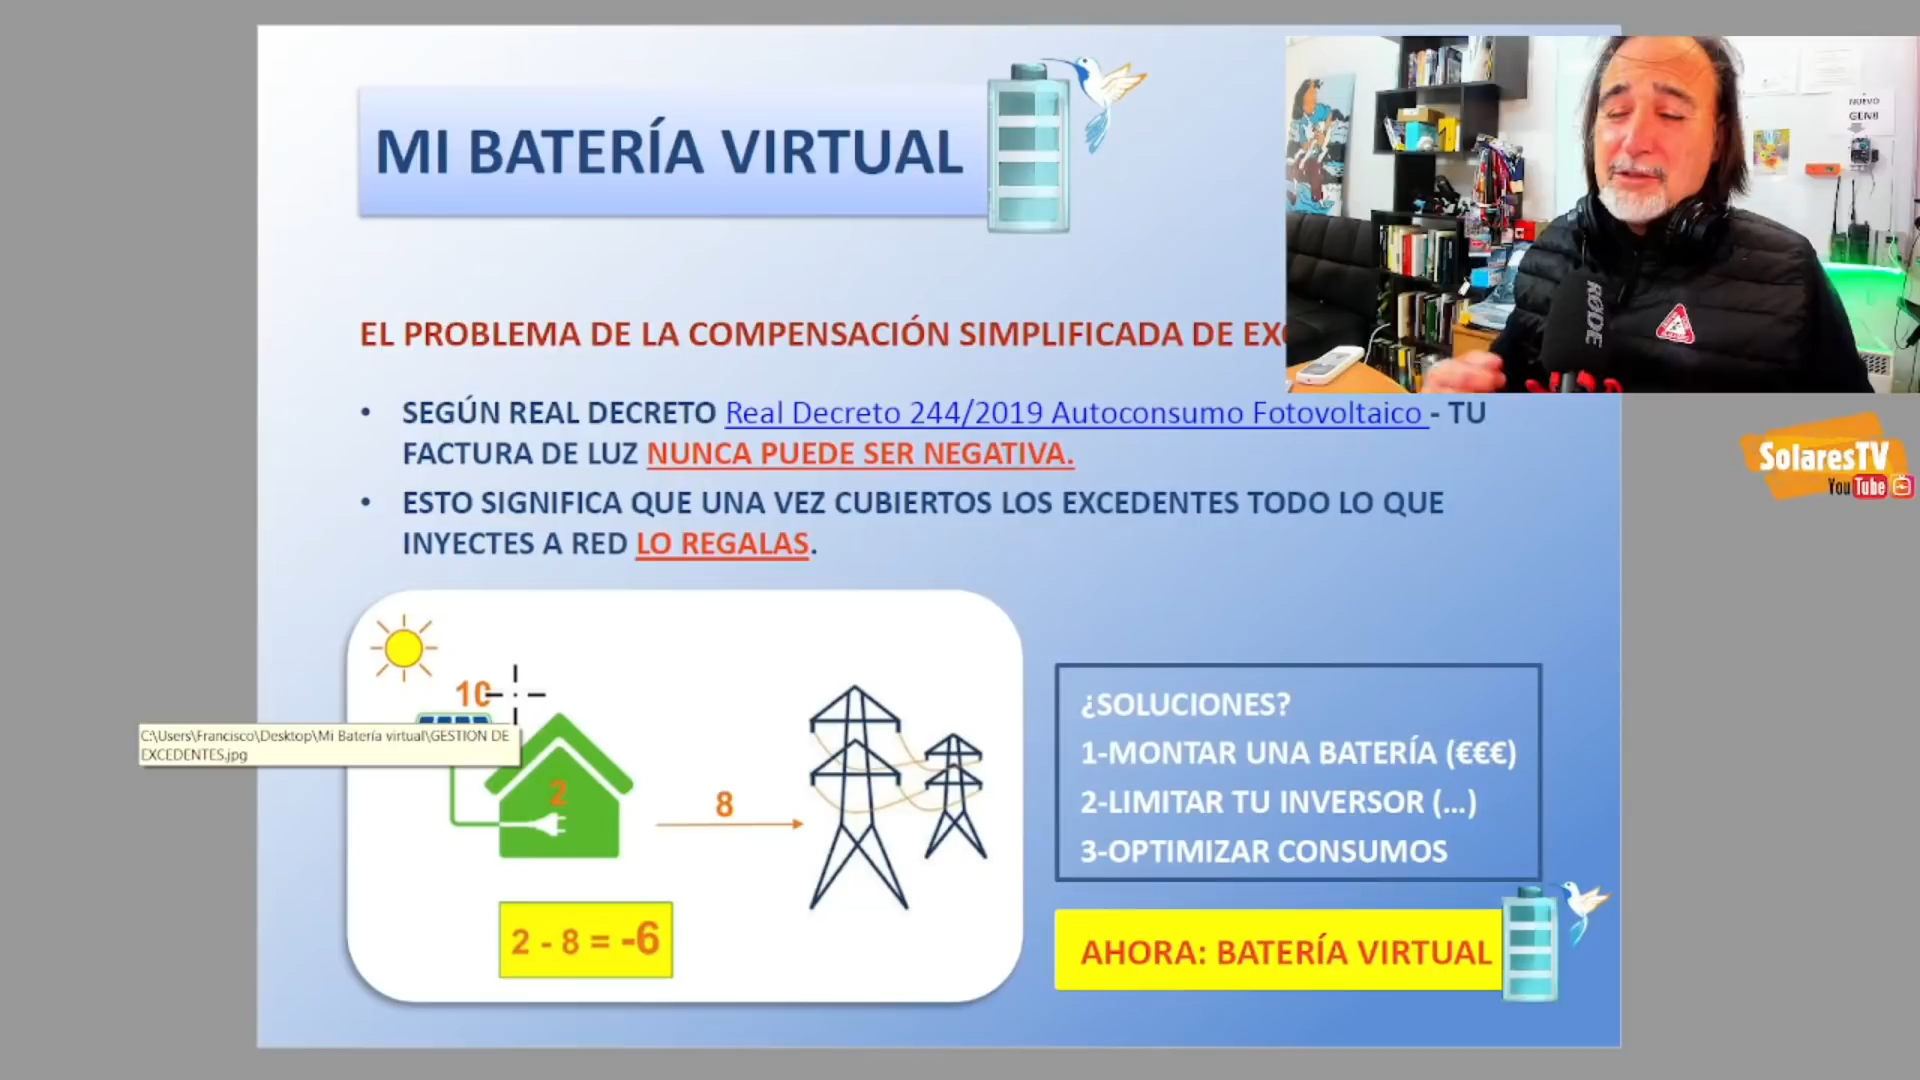 MI BATERÍA VIRTUAL
NUEVO
GEN8
EL PROBLEMA DE LA COMPENSACIÓN SIMPLIFICADA DE
• SEGÚN REAL DECRETO Real Decreto 244/2019 Autoconsumo Fotovoltaico - TU
FACTURA DE LUZ NUNCA PUEDE SER NEGATIVA.
• ESTO SIGNIFICA QUE UNA VEZ CUBIERTOS LOS EXCEDENTES TODO LO QUE
INYECTES A RED LO REGALAS.
RØDE
SolaresTV
YouTube
10
C:\Users\Francisco\Desktop\Mi Batería virtual\GESTION DE
EXCEDENTES.jpg
2
8
2 - 8 = -6
¿SOLUCIONES?
1-MONTAR UNA BATERÍA (€€€)
2-LIMITAR TU INVERSOR (...)
3-OPTIMIZAR CONSUMOS
AHORA: BATERÍA VIRTUAL